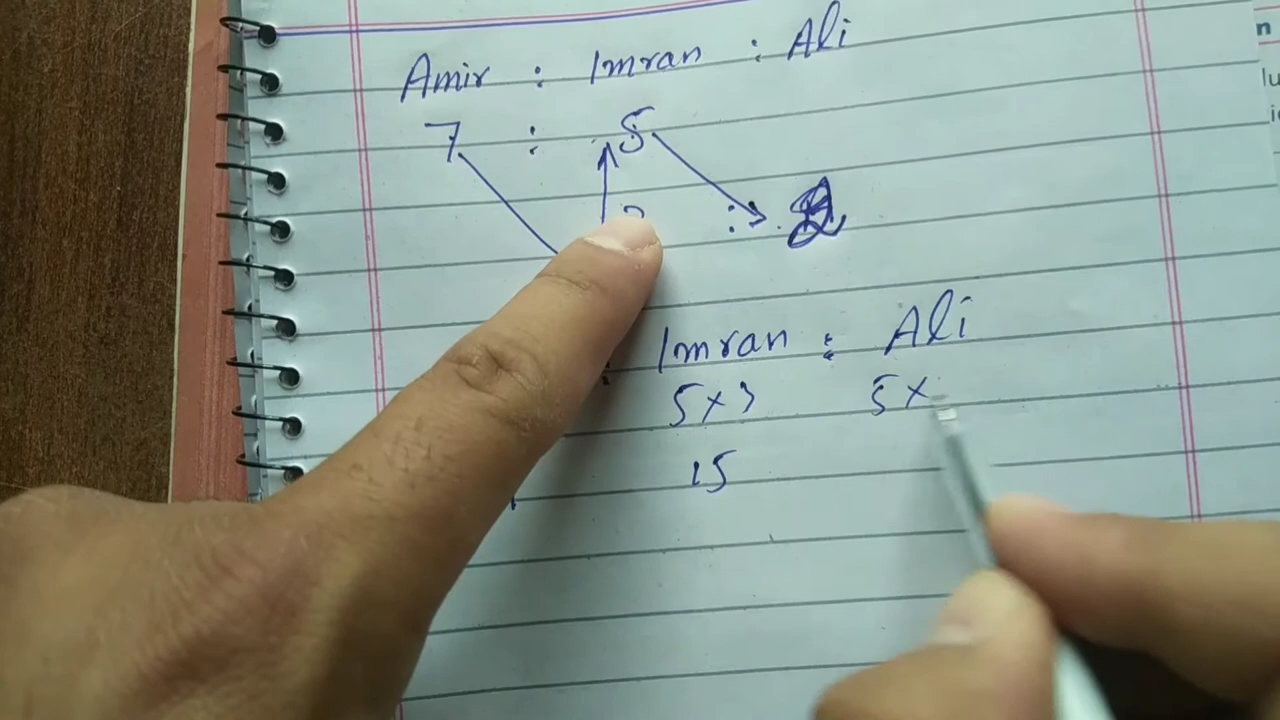 Amir : Imran : Ali
7 : 5
:
: Imran : Ali
5×3 5×
15